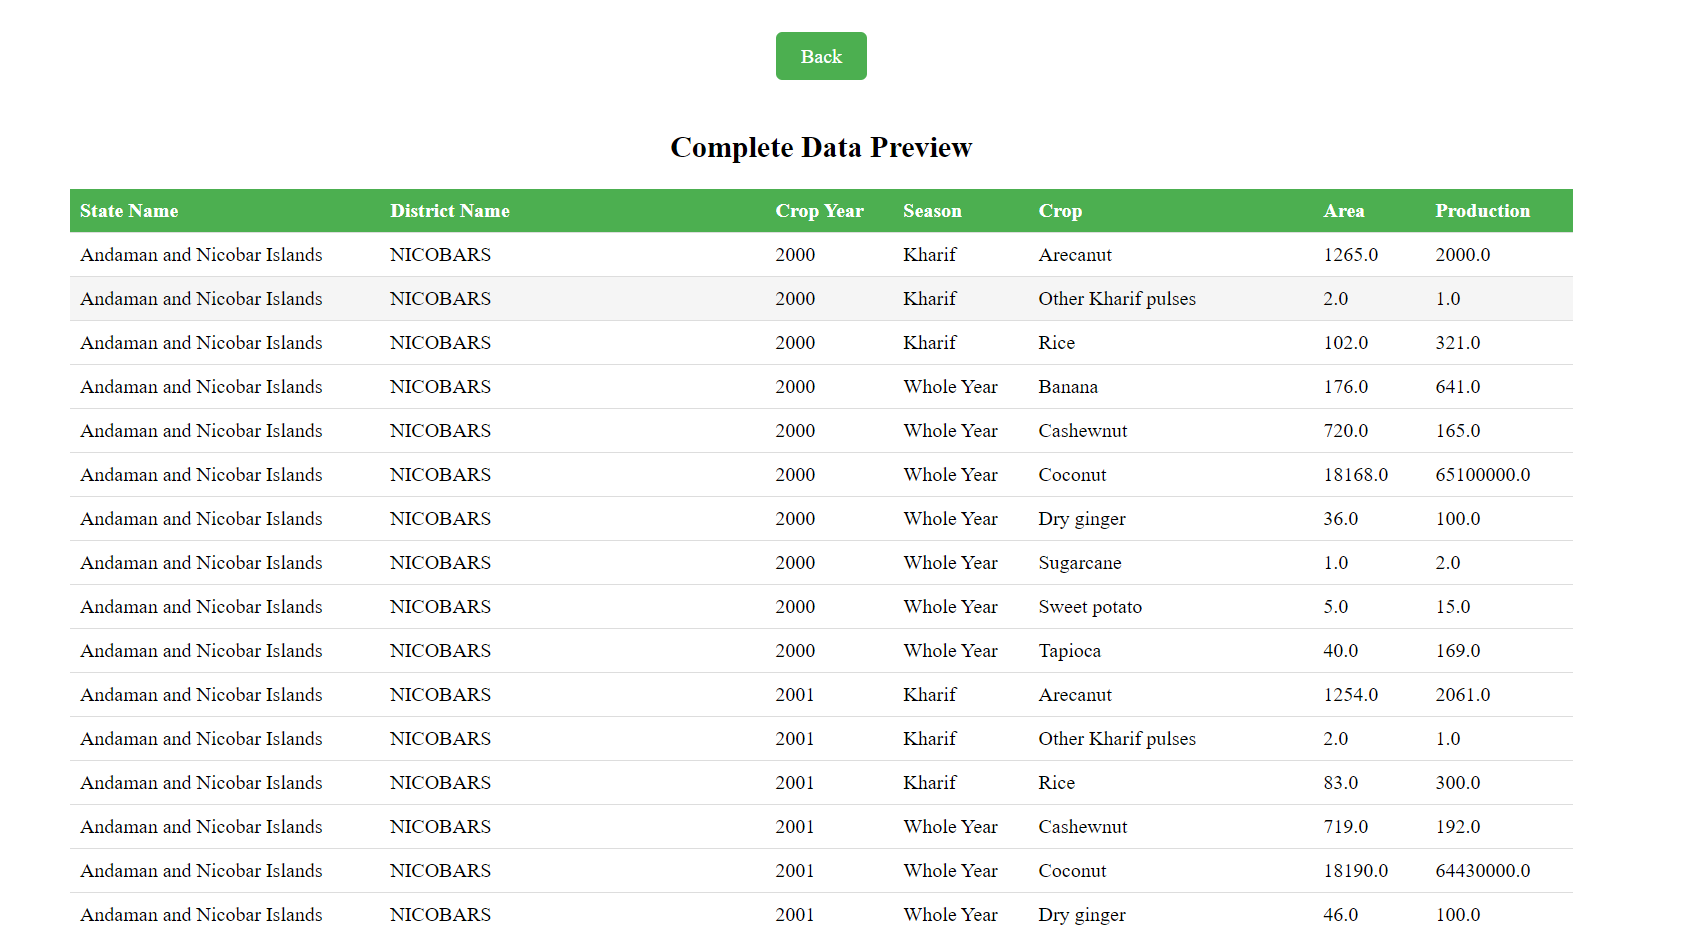 Back
Complete Data Preview
State Name District Name Crop Year Season Crop Area Production
Andaman and Nicobar Islands NICOBARS 2000 Kharif Arecanut 1265.0 2000.0
Andaman and Nicobar Islands NICOBARS 2000 Kharif Other Kharif pulses 2.0 1.0
Andaman and Nicobar Islands NICOBARS 2000 Kharif Rice 102.0 321.0
Andaman and Nicobar Islands NICOBARS 2000 Whole Year Banana 176.0 641.0
Andaman and Nicobar Islands NICOBARS 2000 Whole Year Cashewnut 720.0 165.0
Andaman and Nicobar Islands NICOBARS 2000 Whole Year Coconut 18168.0 65100000.0
Andaman and Nicobar Islands NICOBARS 2000 Whole Year Dry ginger 36.0 100.0
Andaman and Nicobar Islands NICOBARS 2000 Whole Year Sugarcane 1.0 2.0
Andaman and Nicobar Islands NICOBARS 2000 Whole Year Sweet potato 5.0 15.0
Andaman and Nicobar Islands NICOBARS 2000 Whole Year Tapioca 40.0 169.0
Andaman and Nicobar Islands NICOBARS 2001 Kharif Arecanut 1254.0 2061.0
Andaman and Nicobar Islands NICOBARS 2001 Kharif Other Kharif pulses 2.0 1.0
Andaman and Nicobar Islands NICOBARS 2001 Kharif Rice 83.0 300.0
Andaman and Nicobar Islands NICOBARS 2001 Whole Year Cashewnut 719.0 192.0
Andaman and Nicobar Islands NICOBARS 2001 Whole Year Coconut 18190.0 64430000.0
Andaman and Nicobar Islands NICOBARS 2001 Whole Year Dry ginger 46.0 100.0